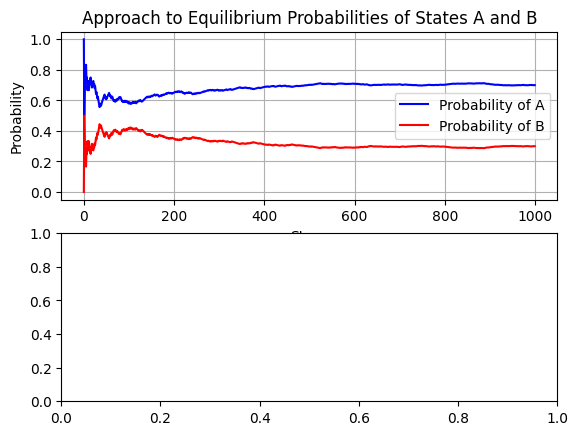 Approach to Equilibrium Probabilities of States A and B
1.0
0.8
0.6
0.4
0.2
0.0
Probability
Probability of A
Probability of B
0 200 400 600 800 1000
1.0
0.8
0.6
0.4
0.2
0.0
0.0 0.2 0.4 0.6 0.8 1.0